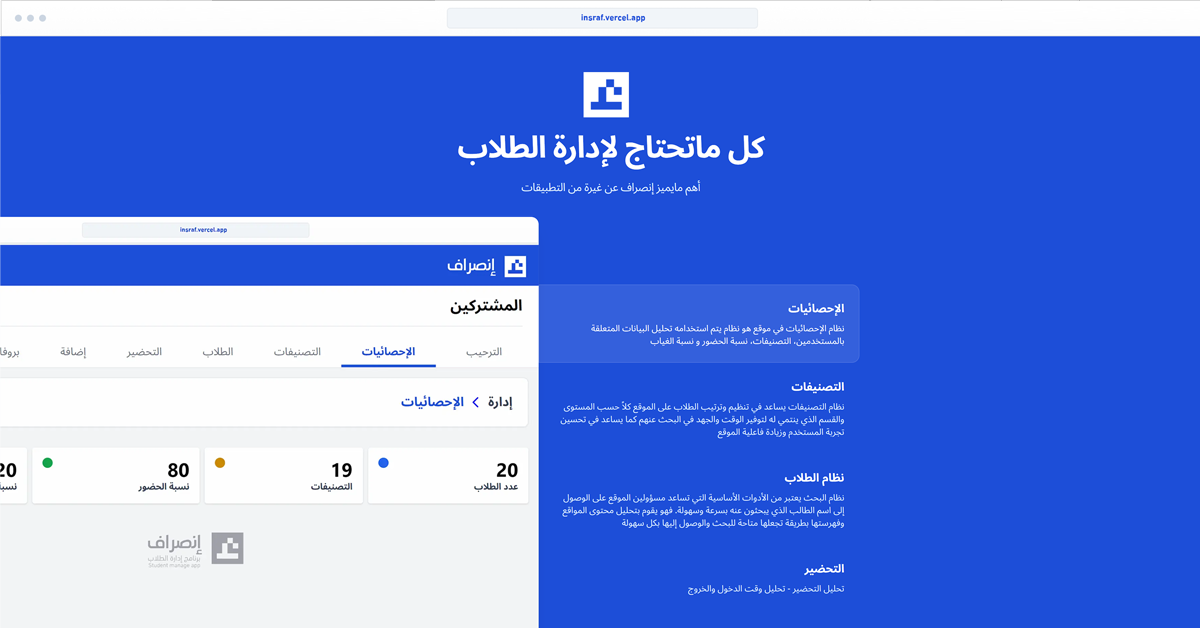 insraf.vercel.app
كل ماتحتاج لإدارة الطلاب
أهم مايميز إنصراف عن غيرة من التطبيقات
الإحصائيات
نظام الإحصائيات في موقع هو نظام يتم استخدامه تحليل البيانات المتعلقة
بالمستخدمين، التصنيفات، نسبة الحضور و نسبة الغياب
التصنيفات
نظام التصنيفات يساعد في تنظيم وترتيب الطلاب على الموقع كلاً حسب المستوى
والقسم الذي ينتمي له لتوفير الوقت والجهد في البحث عنهم كما يساعد في تحسين
تجربة المستخدم وزيادة فاعلية الموقع
نظام الطلاب
نظام البحث يعتبر من الأدوات الأساسية التي تساعد مسؤولين الموقع على الوصول
إلى اسم الطالب الذي يبحثون عنه بسرعة وسهولة. فهو يقوم بتحليل محتوى المواقع
وفهرستها بطريقة تجعلها متاحة للبحث والوصول إليها بكل سهولة
التحضير
تحليل التحضير - تحليل وقت الدخول والخروج
insraf.vercel.app
إنصراف
المشتركين
الترحيب الإحصائيات التصنيفات الطلاب التحضير إضافة بروفا
إدارة الإحصائيات
20 19 80 20
عدد الطلاب التصنيفات نسبة الحضور نسبة
إنصراف
برنامج إدارة الطلاب
Student manage app